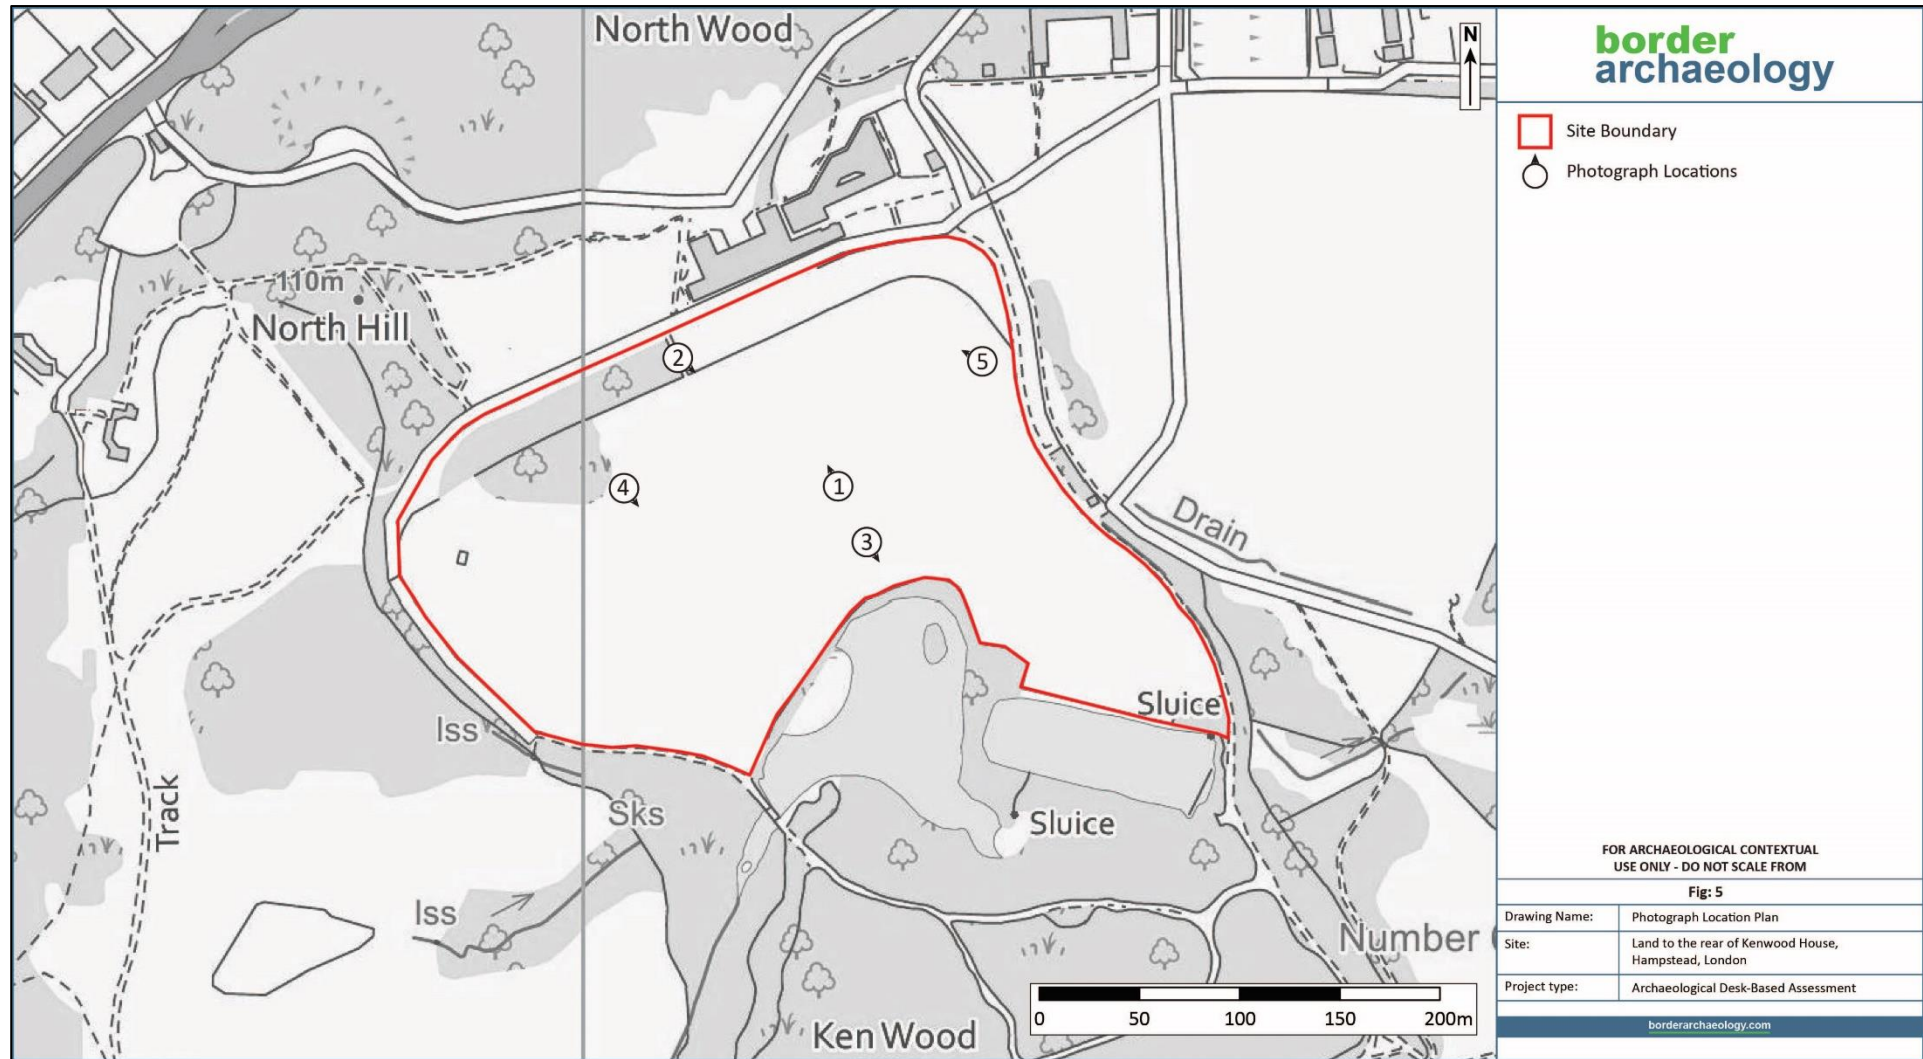 North Wood
N
110m
North Hill
2
5
4
1
3
Drain
Iss
Sluice
Sks
Sluice
Track
Iss
Number
Ken Wood
0 50 100 150 200m
border
archaeology
Site Boundary
Photograph Locations
FOR ARCHAEOLOGICAL CONTEXTUAL
USE ONLY - DO NOT SCALE FROM
Fig: 5
Drawing Name: Photograph Location Plan
Site: Land to the rear of Kenwood House,
Hampstead, London
Project type: Archaeological Desk-Based Assessment
borderarchaeology.com